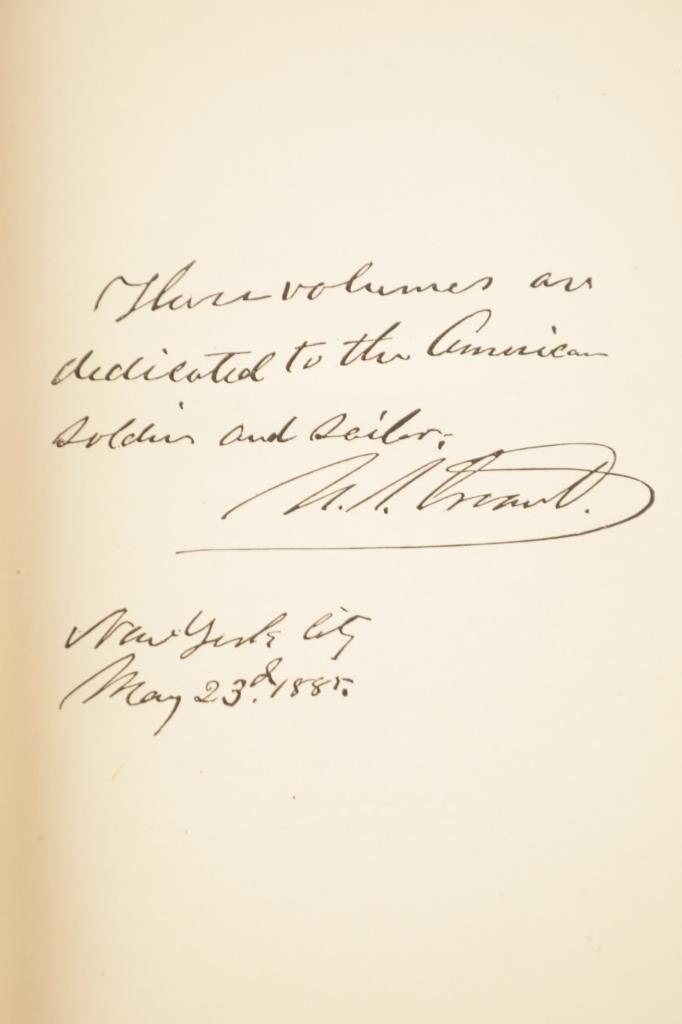 These volumes are
dedicated to the American
soldier and sailor.
U. S. Grant.
New York City
May 23d. 1885.